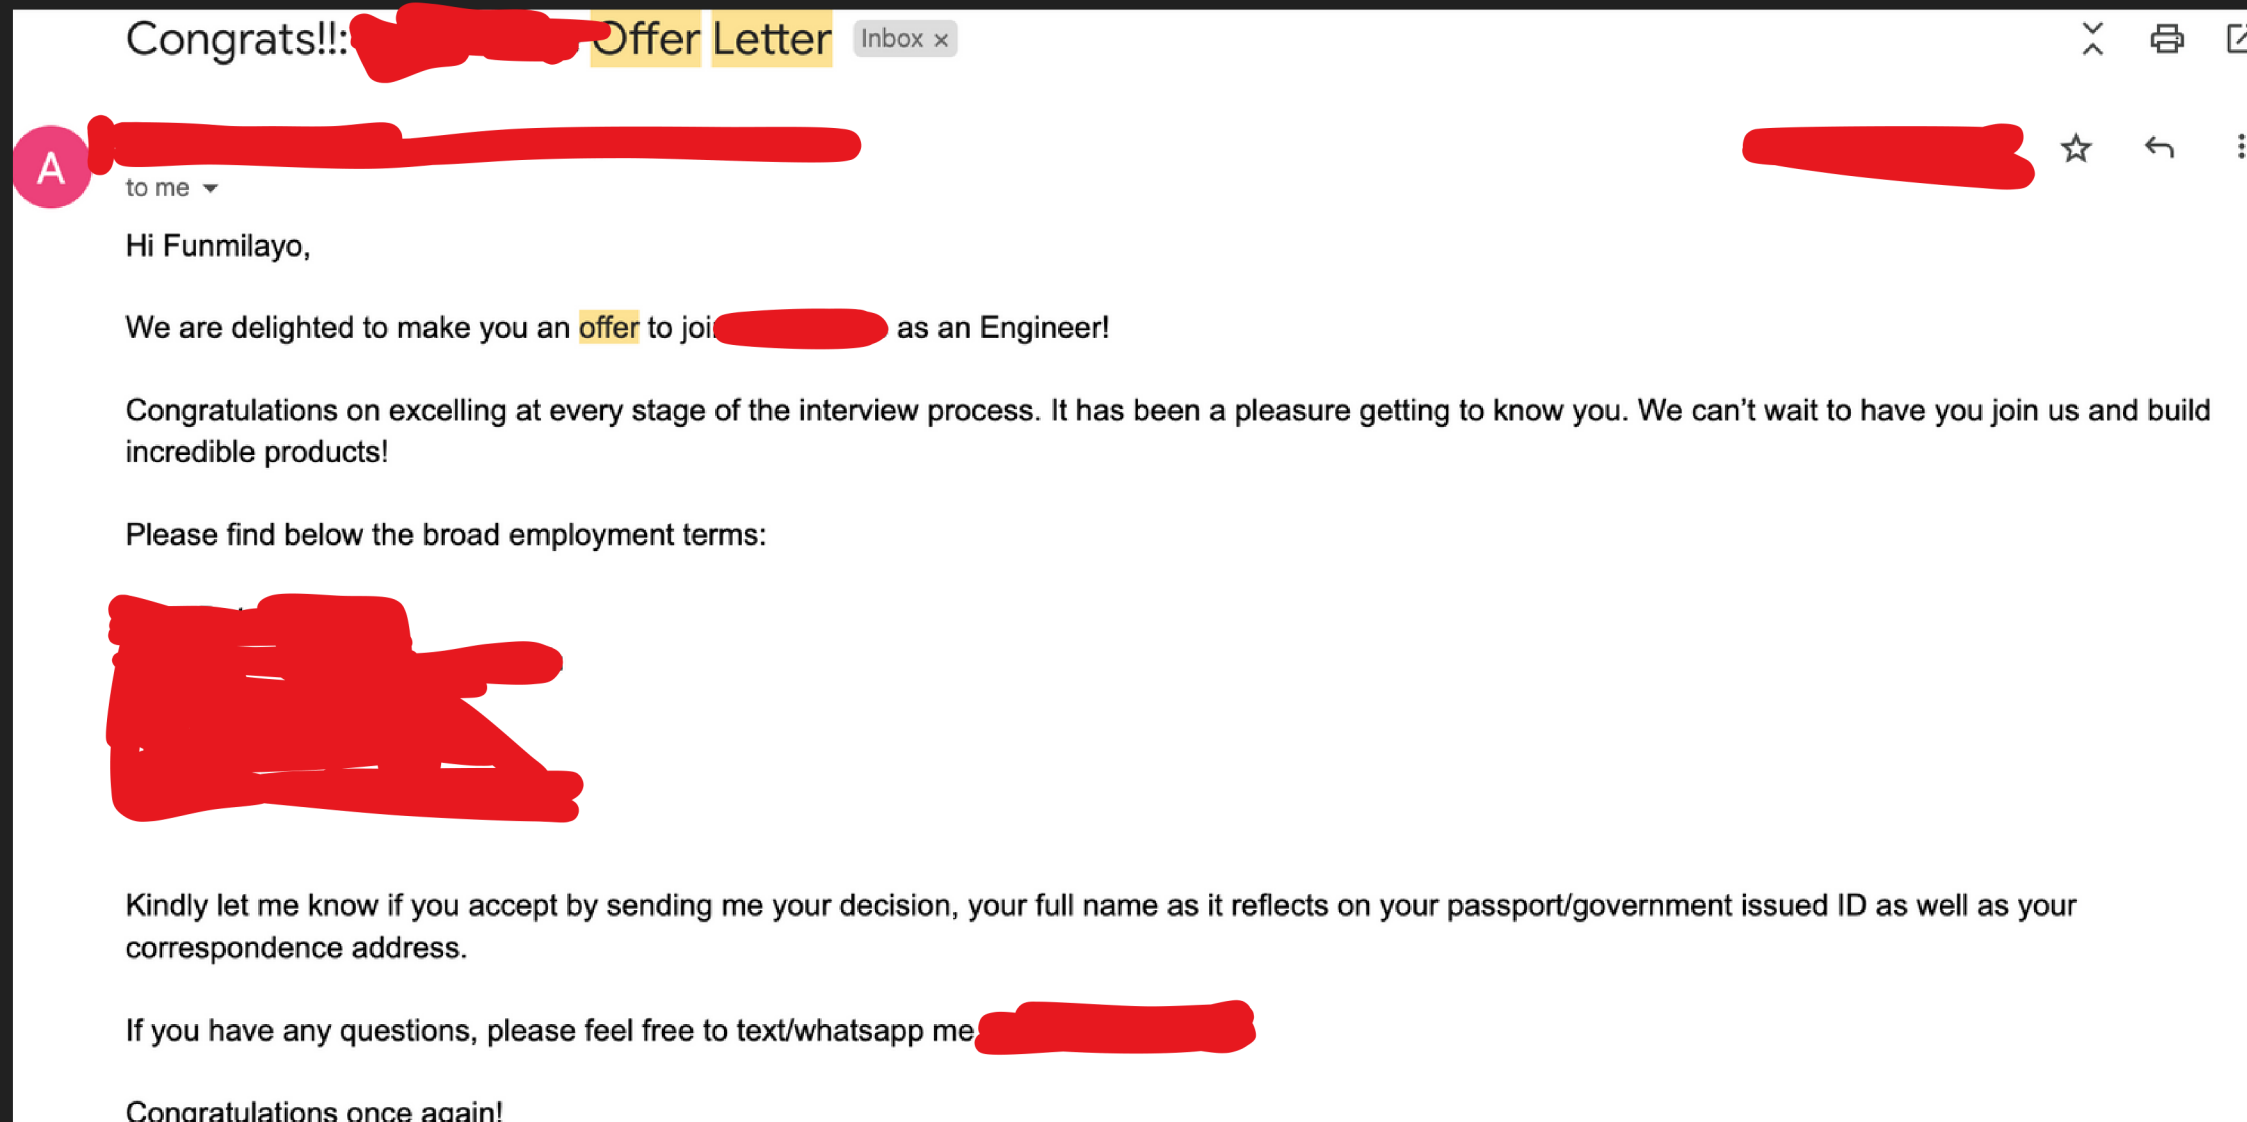 Congrats!!: Offer Letter Inbox ×
A
to me
Hi Funmilayo,
We are delighted to make you an offer to join as an Engineer!
Congratulations on excelling at every stage of the interview process. It has been a pleasure getting to know you. We can't wait to have you join us and build
incredible products!
Please find below the broad employment terms:
Kindly let me know if you accept by sending me your decision, your full name as it reflects on your passport/government issued ID as well as your
correspondence address.
If you have any questions, please feel free to text/whatsapp me
Congratulations once again!